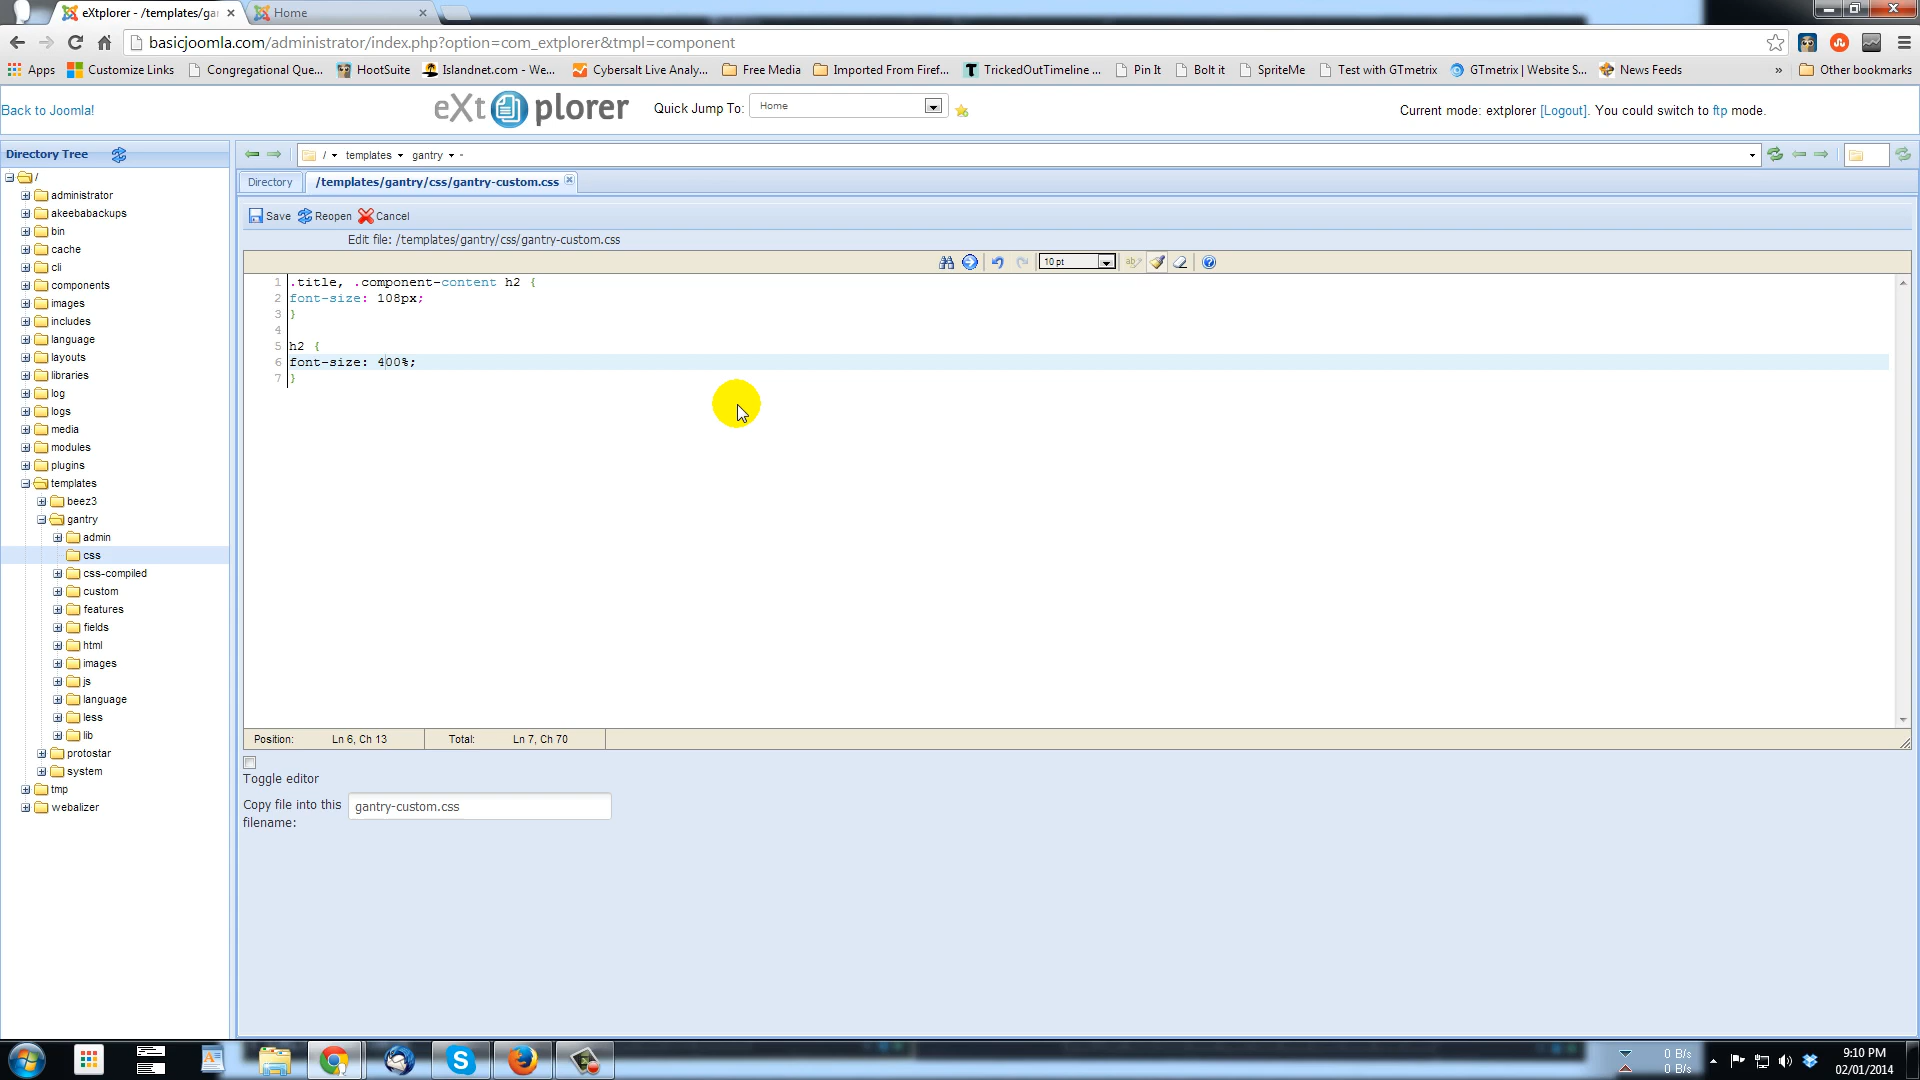 eXtplorer - /templates/ga
Home
basicjoomla.com/administrator/index.php?option=com_extplorer&tmpl=component
Apps Customize Links Congregational Que... HootSuite Islandnet.com - We... Cybersalt Live Analy... Free Media Imported From Firef... TrickedOutTimeline ... Pin It Bolt it SpriteMe Test with GTmetrix GTmetrix | Website S... News Feeds » Other bookmarks
Back to Joomla!
eXtplorer
Quick Jump To: Home
Current mode: extplorer [Logout]. You could switch to ftp mode.
Directory Tree
/ templates gantry
Directory
/templates/gantry/css/gantry-custom.css
Save Reopen Cancel
Edit file: /templates/gantry/css/gantry-custom.css
10 pt
1 .title, .component-content h2 {
2 font-size: 108px;
3 }
4
5 h2 {
6 font-size: 400%;
7 }
Position: Ln 6, Ch 13 Total: Ln 7, Ch 70
Toggle editor
Copy file into this filename: gantry-custom.css
/
administrator
akeebabackups
bin
cache
cli
components
images
includes
language
layouts
libraries
log
logs
media
modules
plugins
templates
beez3
gantry
admin
css
css-compiled
custom
features
fields
html
images
js
language
less
lib
protostar
system
tmp
webalizer
0 B/s
0 B/s
9:10 PM
02/01/2014